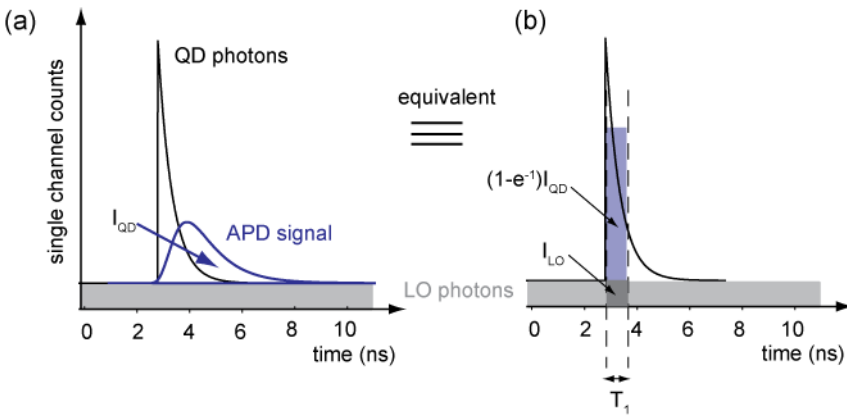 (a)
single channel counts
QD photons
I_QD
APD signal
LO photons
0 2 4 6 8 10
time (ns)
equivalent
(b)
(1-e⁻¹)I_QD
I_LO
0 2 4 6 8 10
time (ns)
T₁